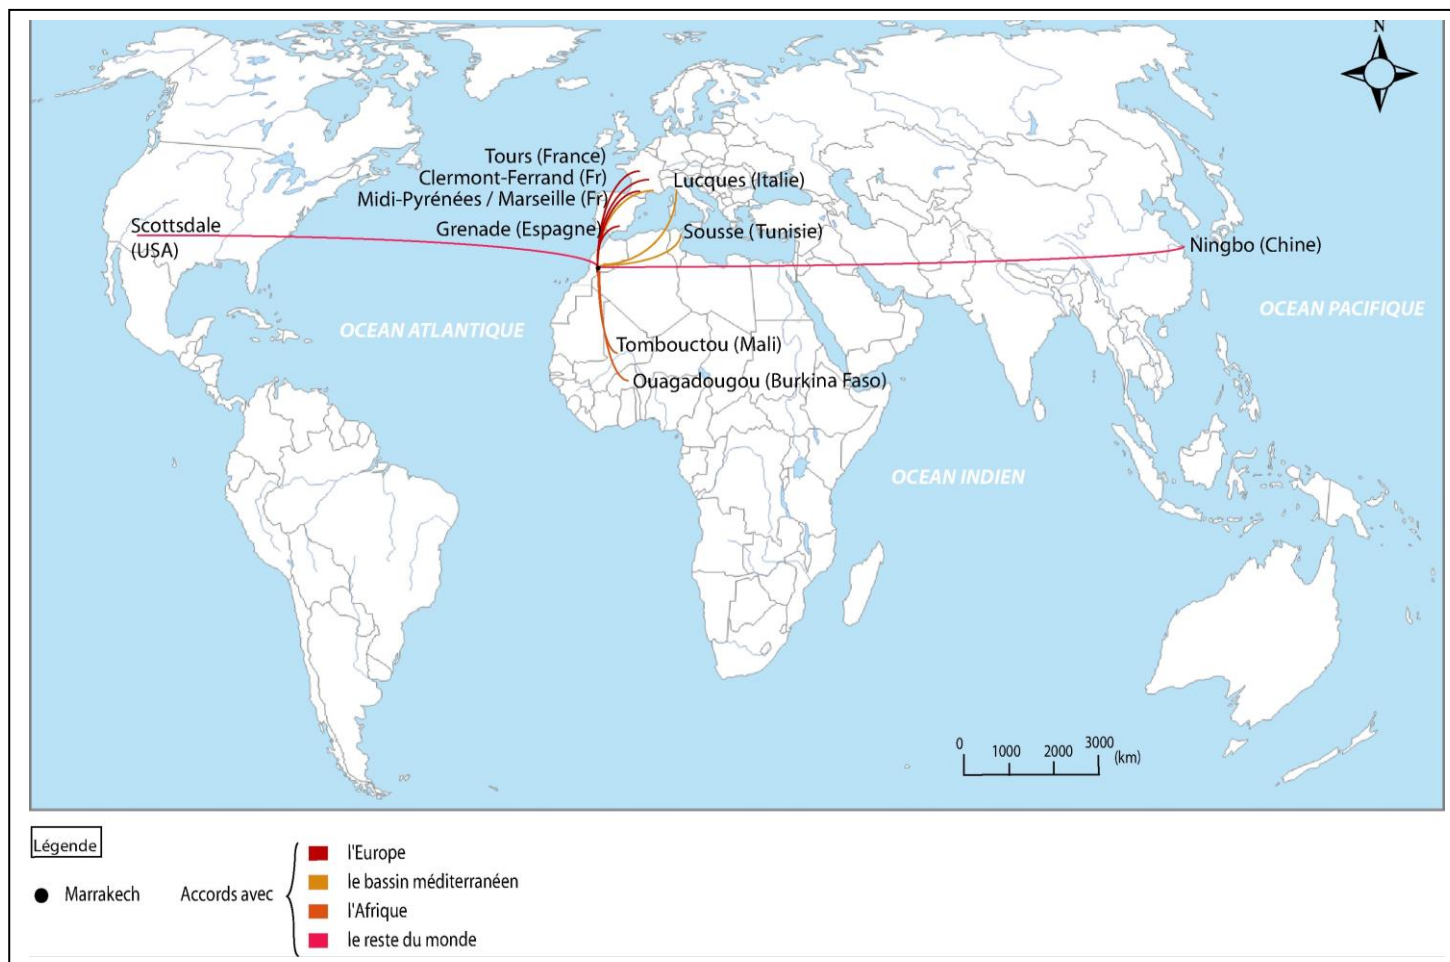 N
Tours (France)
Clermont-Ferrand (Fr)
Midi-Pyrénées / Marseille (Fr)
Lucques (Italie)
Scottsdale
(USA)
Grenade (Espagne)
Sousse (Tunisie)
Ningbo (Chine)
OCEAN ATLANTIQUE
OCEAN PACIFIQUE
Tombouctou (Mali)
Ouagadougou (Burkina Faso)
OCEAN INDIEN
0 1000 2000 3000 (km)
Légende
Marrakech
Accords avec
l'Europe
le bassin méditerranéen
l'Afrique
le reste du monde